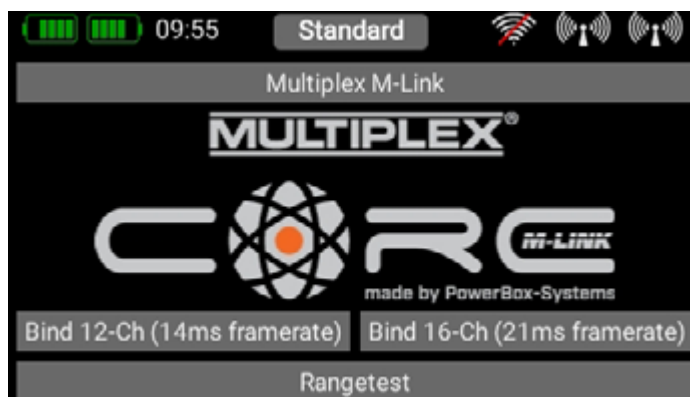 09:55 Standard
Multiplex M-Link
MULTIPLEX®
CORE
M-LINK
made by PowerBox-Systems
Bind 12-Ch (14ms framerate) Bind 16-Ch (21ms framerate)
Rangetest